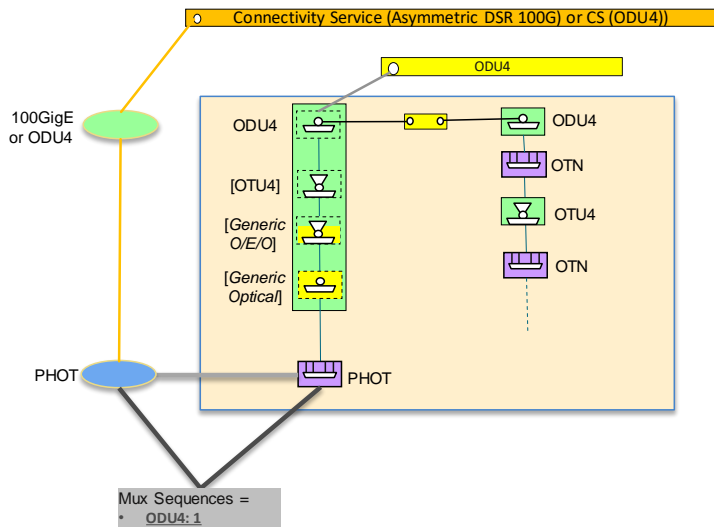 Connectivity Service (Asymmetric DSR 100G) or CS (ODU4))
ODU4
100GigE
or ODU4
ODU4
ODU4
OTN
[OTU4]
OTU4
[Generic
O/E/O]
OTN
[Generic
Optical]
PHOT
PHOT
Mux Sequences =
• ODU4: 1